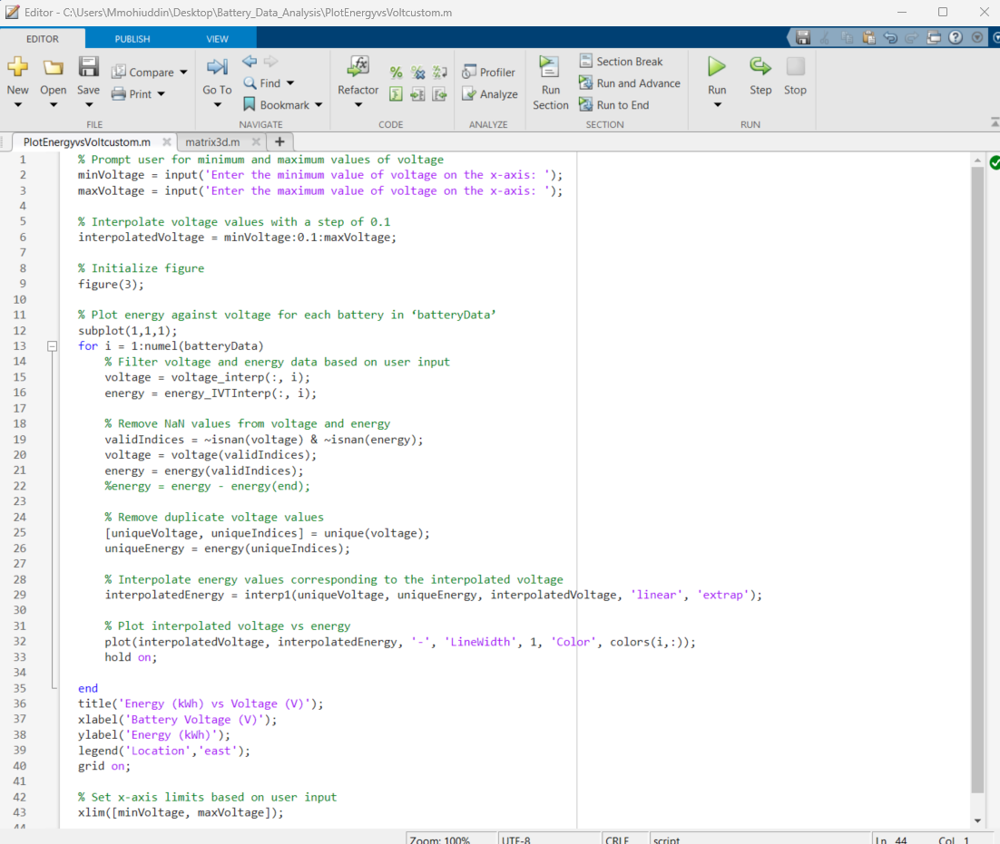 Editor - C:\Users\Mmohiuddin\Desktop\Battery_Data_Analysis\PlotEnergyvsVoltcustom.m
EDITOR PUBLISH VIEW
New Open Save Compare Print
FILE
Go To Find Bookmark
NAVIGATE
Refactor
CODE
Profiler Analyze
ANALYZE
Run Section Section Break Run and Advance Run to End
SECTION
Run Step Stop
RUN
PlotEnergyvsVoltcustom.m matrix3d.m +
1 % Prompt user for minimum and maximum values of voltage
2 minVoltage = input('Enter the minimum value of voltage on the x-axis: ');
3 maxVoltage = input('Enter the maximum value of voltage on the x-axis: ');
4
5 % Interpolate voltage values with a step of 0.1
6 interpolatedVoltage = minVoltage:0.1:maxVoltage;
7
8 % Initialize figure
9 figure(3);
10
11 % Plot energy against voltage for each battery in ‘batteryData’
12 subplot(1,1,1);
13 for i = 1:numel(batteryData)
14 % Filter voltage and energy data based on user input
15 voltage = voltage_interp(:, i);
16 energy = energy_IVTInterp(:, i);
17
18 % Remove NaN values from voltage and energy
19 validIndices = ~isnan(voltage) & ~isnan(energy);
20 voltage = voltage(validIndices);
21 energy = energy(validIndices);
22 %energy = energy - energy(end);
23
24 % Remove duplicate voltage values
25 [uniqueVoltage, uniqueIndices] = unique(voltage);
26 uniqueEnergy = energy(uniqueIndices);
27
28 % Interpolate energy values corresponding to the interpolated voltage
29 interpolatedEnergy = interp1(uniqueVoltage, uniqueEnergy, interpolatedVoltage, 'linear', 'extrap');
30
31 % Plot interpolated voltage vs energy
32 plot(interpolatedVoltage, interpolatedEnergy, '-', 'LineWidth', 1, 'Color', colors(i,:));
33 hold on;
34
35 end
36 title('Energy (kWh) vs Voltage (V)');
37 xlabel('Battery Voltage (V)');
38 ylabel('Energy (kWh)');
39 legend('Location','east');
40 grid on;
41
42 % Set x-axis limits based on user input
43 xlim([minVoltage, maxVoltage]);
44
Zoom: 100% UTF-8 CRLF script Ln 44 Col 1